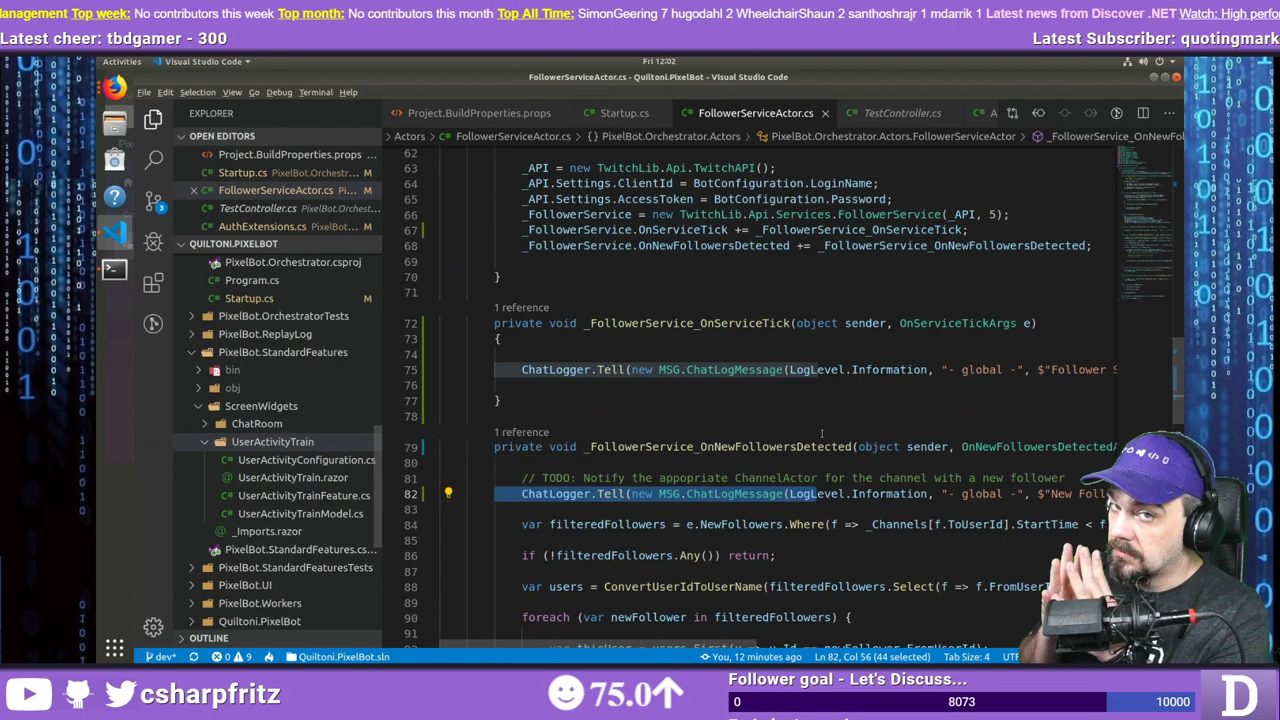 anagement Top week: No contributors this week Top month: No contributors this month Top All Time: SimonGeering 7 hugodahl 2 WheelchairShaun 2 santhoshrajr 1 mdarrik 1 Latest news from Discover .NET Watch: High perfo
Latest cheer: tbdgamer - 300
Latest Subscriber: quotingmark
Activities Visual Studio Code Fri 12:02
FollowerServiceActor.cs - Quiltoni.PixelBot - Visual Studio Code
File Edit Selection View Go Debug Terminal Help
EXPLORER
OPEN EDITORS
Project.BuildProperties.props ... M
Startup.cs PixelBot.Orchestr... M
FollowerServiceActor.cs Pi... M
TestController.cs PixelBot.Orchest...
AuthExtensions.cs PixelBot... M
QUILTONI.PIXELBOT
PixelBot.Orchestrator.csproj
Program.cs
Startup.cs M
PixelBot.OrchestratorTests
PixelBot.ReplayLog
PixelBot.StandardFeatures
bin
obj
ScreenWidgets
ChatRoom
UserActivityTrain
UserActivityConfiguration.cs
UserActivityTrain.razor
UserActivityTrainFeature.cs
UserActivityTrainModel.cs
_Imports.razor
PixelBot.StandardFeatures.cs...
PixelBot.StandardFeaturesTests
PixelBot.UI
PixelBot.Workers
Quiltoni.PixelBot
OUTLINE
Project.BuildProperties.props Startup.cs FollowerServiceActor.cs TestController.cs A
Actors FollowerServiceActor.cs PixelBot.Orchestrator.Actors PixelBot.Orchestrator.Actors.FollowerServiceActor _FollowerService_OnNewFol
62
63 _API = new TwitchLib.Api.TwitchAPI();
64 _API.Settings.ClientId = BotConfiguration.LoginName;
65 _API.Settings.AccessToken = BotConfiguration.Password;
66 _FollowerService = new TwitchLib.Api.Services.FollowerService(_API, 5);
67 _FollowerService.OnServiceTick += _FollowerService_OnServiceTick;
68 _FollowerService.OnNewFollowersDetected += _FollowerService_OnNewFollowersDetected;
69
70 }
71
1 reference
72 private void _FollowerService_OnServiceTick(object sender, OnServiceTickArgs e)
73 {
74
75 ChatLogger.Tell(new MSG.ChatLogMessage(LogLevel.Information, "- global -", $"Follower S
76
77 }
78
1 reference
79 private void _FollowerService_OnNewFollowersDetected(object sender, OnNewFollowersDetectedA
80
81 // TODO: Notify the appopriate ChannelActor for the channel with a new follower
82 ChatLogger.Tell(new MSG.ChatLogMessage(LogLevel.Information, "- global -", $"New Foll
83
84 var filteredFollowers = e.NewFollowers.Where(f => _Channels[f.ToUserId].StartTime < f
85
86 if (!filteredFollowers.Any()) return;
87
88 var users = ConvertUserIdToUserName(filteredFollowers.Select(f => f.FromUserI
89
90 foreach (var newFollower in filteredFollowers) {
91
dev* 0 9 Quiltoni.PixelBot.sln You, 12 minutes ago Ln 82, Col 56 (44 selected) Tab Size: 4 UTF
csharpfritz
75.0
Follower goal - Let's Discuss...
0 8073 10000
D